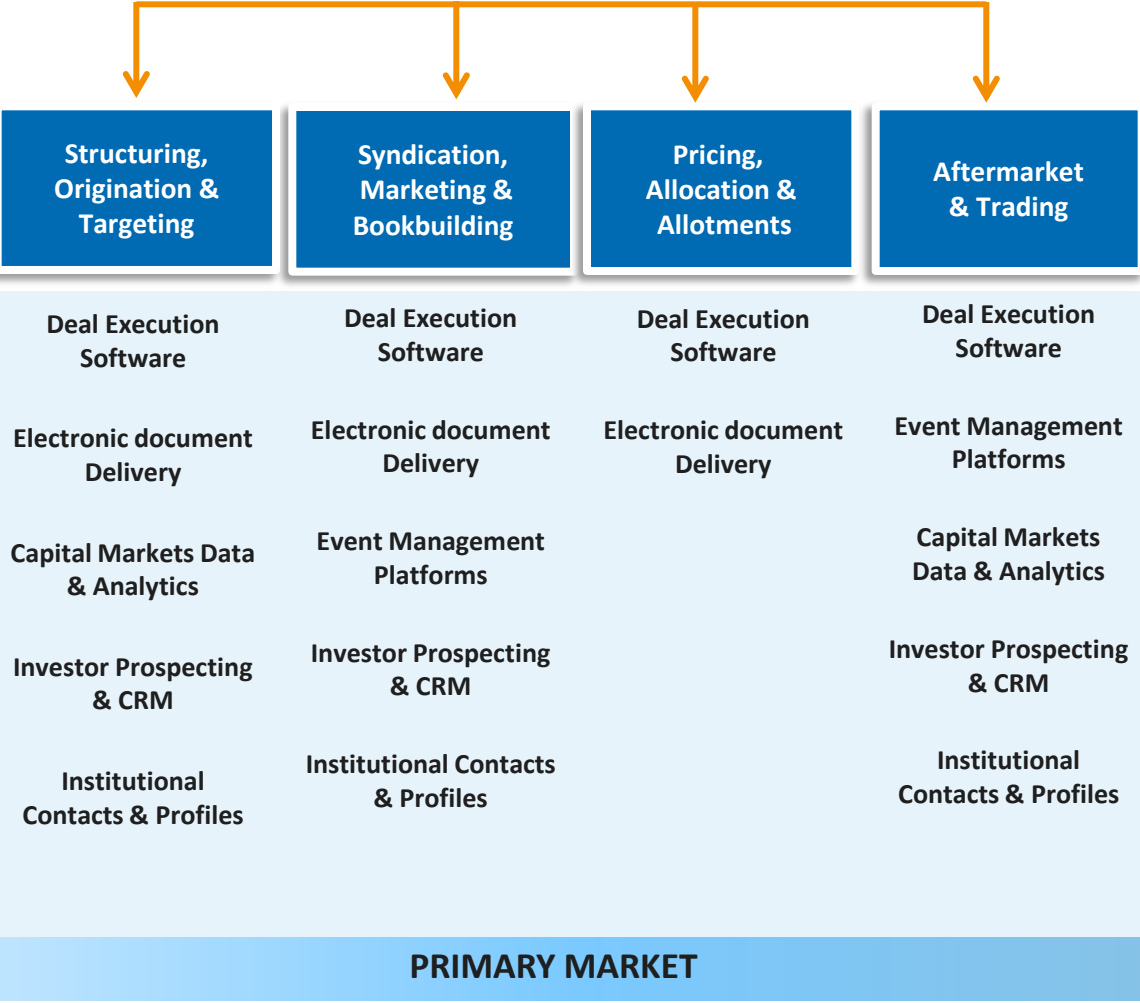 Structuring,
Origination &
Targeting
Syndication,
Marketing &
Bookbuilding
Pricing,
Allocation &
Allotments
Aftermarket
& Trading
Deal Execution
Software
Electronic document
Delivery
Capital Markets Data
& Analytics
Investor Prospecting
& CRM
Institutional
Contacts & Profiles
Deal Execution
Software
Electronic document
Delivery
Event Management
Platforms
Investor Prospecting
& CRM
Institutional Contacts
& Profiles
Deal Execution
Software
Electronic document
Delivery
Deal Execution
Software
Event Management
Platforms
Capital Markets
Data & Analytics
Investor Prospecting
& CRM
Institutional
Contacts & Profiles
PRIMARY MARKET